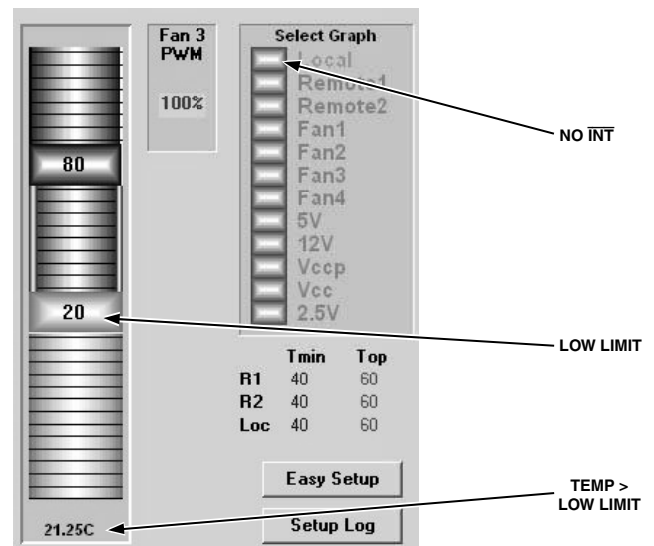 Fan 3
PWM
100%
80
20
21.25C
Select Graph
Local
Remote1
Remote2
Fan1
Fan2
Fan3
Fan4
5V
12V
Vccp
Vcc
2.5V
Tmin Top
R1 40 60
R2 40 60
Loc 40 60
Easy Setup
Setup Log
NO I̅N̅T̅
LOW LIMIT
TEMP >
LOW LIMIT